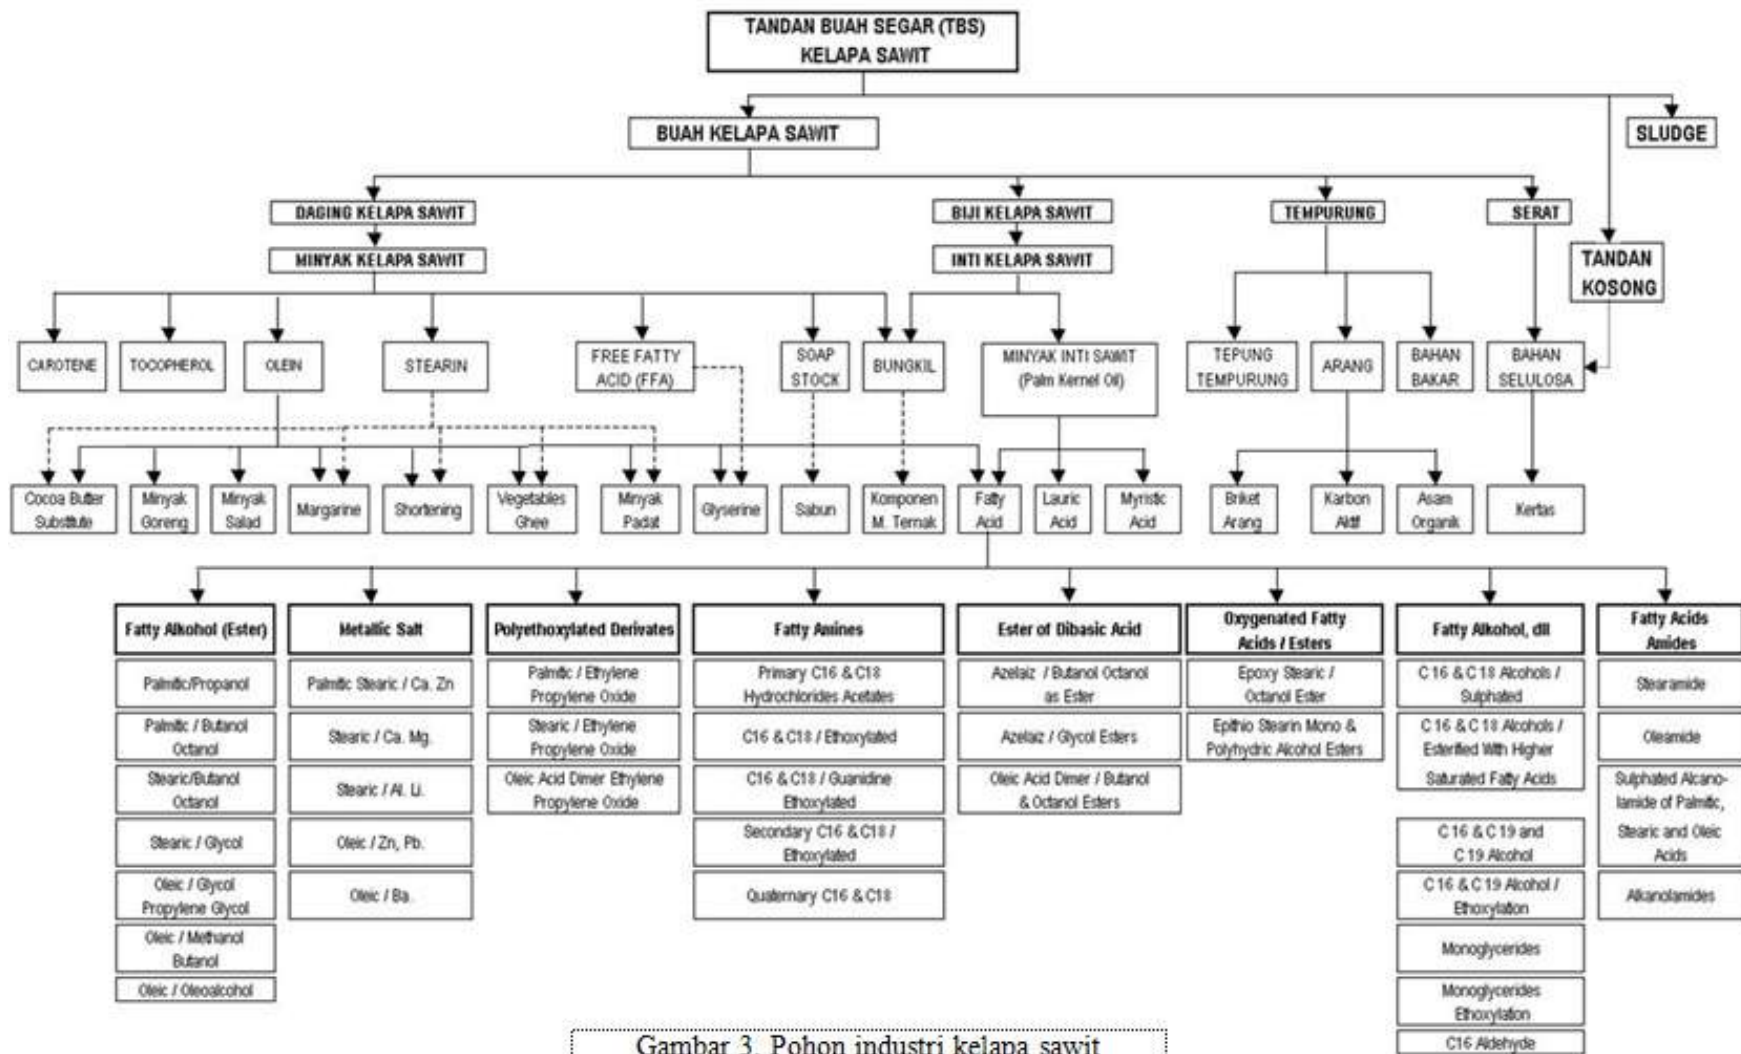 TANDAN BUAH SEGAR (TBS)
KELAPA SAWIT
BUAH KELAPA SAWIT
SLUDGE
DAGING KELAPA SAWIT
BIJI KELAPA SAWIT
TEMPURUNG
SERAT
MINYAK KELAPA SAWIT
INTI KELAPA SAWIT
TANDAN
KOSONG
CAROTENE
TOCOPHEROL
OLEIN
STEARIN
FREE FATTY
ACID (FFA)
SOAP
STOCK
BUNGKIL
MINYAK INTI SAWIT
(Palm Kernel Oil)
TEPUNG
TEMPURUNG
ARANG
BAHAN
BAKAR
BAHAN
SELULOSA
Cocoa Butter
Substitute
Minyak
Goreng
Minyak
Salad
Margarine
Shortening
Vegetables
Ghee
Minyak
Padat
Glyserine
Sabun
Komponen
M. Ternak
Fatty
Acid
Lauric
Acid
Myristic
Acid
Briket
Arang
Karbon
Aktif
Asam
Organik
Kertas
Fatty Alkohol (Ester)
Palmitic/Propanol
Palmitic / Butanol
Octanol
Stearic/Butanol
Octanol
Stearic / Glycol
Oleic / Glycol
Propylene Glycol
Oleic / Methanol
Butanol
Oleic / Oleoalcohol
Metallic Salt
Palmitic Stearic / Ca. Zn
Stearic / Ca. Mg.
Stearic / Al. Li.
Oleic / Zn, Pb.
Oleic / Ba.
Polyethoxylated Derivates
Palmitic / Ethylene
Propylene Oxide
Stearic / Ethylene
Propylene Oxide
Oleic Acid Dimer Ethylene
Propylene Oxide
Fatty Amines
Primary C16 & C18
Hydrochlorides Acetates
C16 & C18 / Ethoxylated
C16 & C18 / Guanidine
Ethoxylated
Secondary C16 & C18 /
Ethoxylated
Quaternary C16 & C18
Ester of Dibasic Acid
Azelaiz / Butanol Octanol
as Ester
Azelaiz / Glycol Esters
Oleic Acid Dimer / Butanol
& Octanol Esters
Oxygenated Fatty
Acids / Esters
Epoxy Stearic /
Octanol Ester
Epithio Stearin Mono &
Polyhydric Alcohol Esters
Fatty Alkohol, dll
C 16 & C 18 Alcohols /
Sulphated
C 16 & C 18 Alcohols /
Esterified With Higher
Saturated Fatty Acids
C 16 & C 19 and
C 19 Alcohol
C 16 & C 19 Alcohol /
Ethoxylation
Monoglycerides
Monoglycerides
Ethoxylation
C16 Aldehyde
Fatty Acids
Amides
Stearamide
Oleamide
Sulphated Alcano-
lamide of Palmitic,
Stearic and Oleic
Acids
Alkanolamides
Gambar 3. Pohon industri kelapa sawit